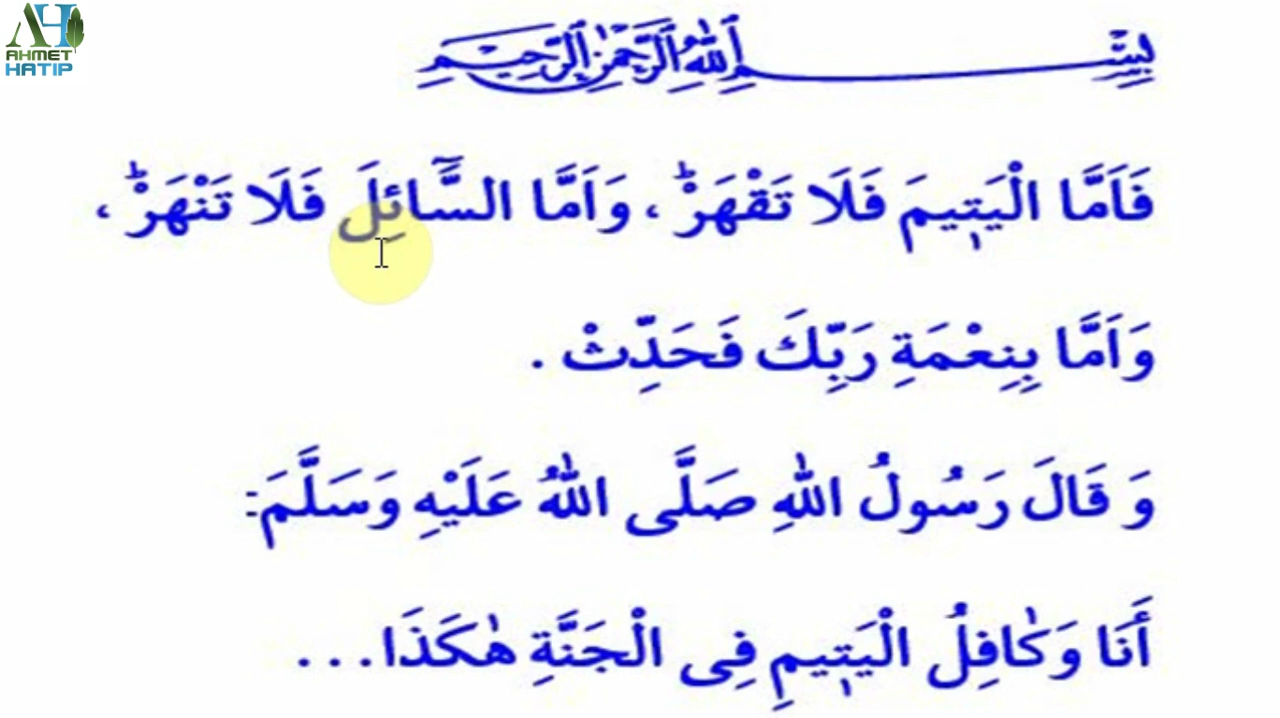 AHMET
HATIP
بِسْمِ اللّٰهِ الرَّحْمٰنِ الرَّحِيمِ
فَاَمَّا الْيَتٖيمَ فَلَا تَقْهَرْؕ ، وَاَمَّا السَّٓائِلَ فَلَا تَنْهَرْؕ ،
وَاَمَّا بِنِعْمَةِ رَبِّكَ فَحَدِّثْ .
وَ قَالَ رَسُولُ اللّٰهِ صَلَّى اللّٰهُ عَلَيْهِ وَسَلَّمَ:
أَنَا وَكَافِلُ الْيَتٖيمِ فِى الْجَنَّةِ هٰكَذَا...